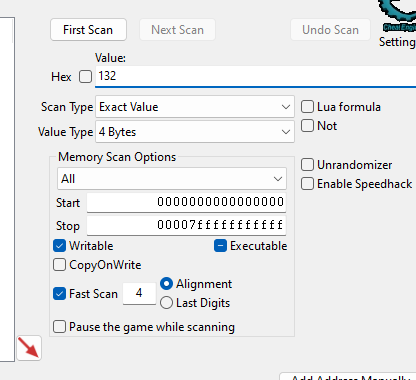 First Scan Next Scan Undo Scan
Setting
Value:
Hex 132
Scan Type Exact Value Lua formula
Not
Value Type 4 Bytes
Memory Scan Options
All
Unrandomizer
Enable Speedhack
Start 0000000000000000
Stop 00007fffffffffff
Writable Executable
CopyOnWrite
Fast Scan 4 Alignment
Last Digits
Pause the game while scanning
Add Address Manually